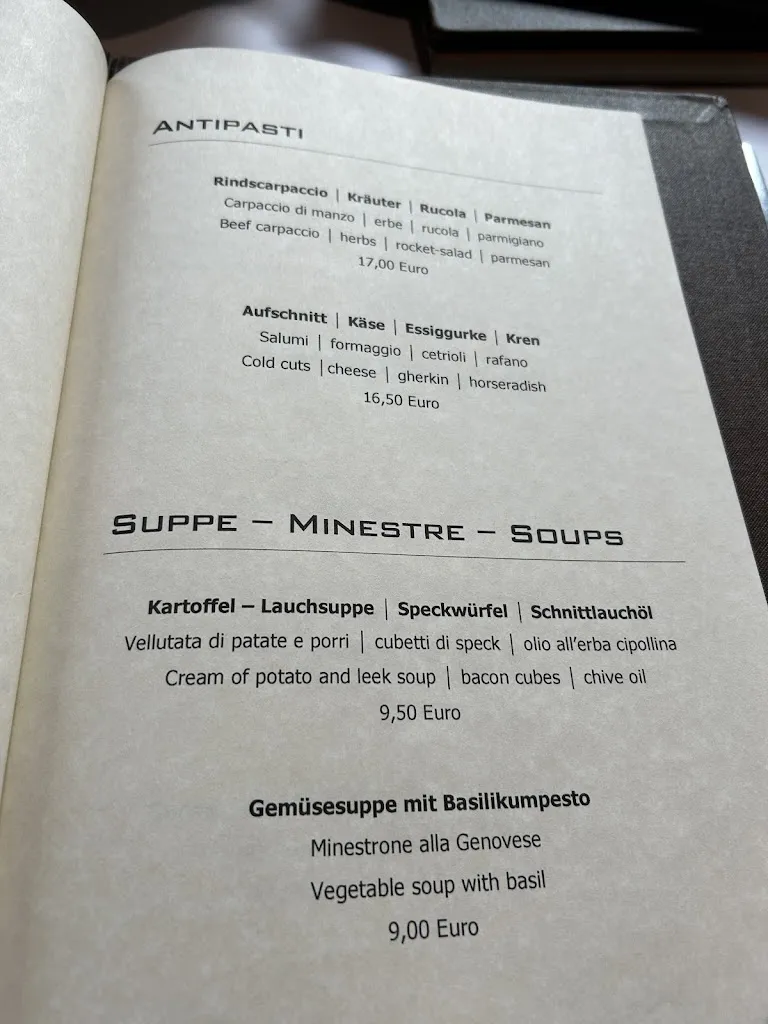 ANTIPASTI
Rindscarpaccio | Kräuter | Rucola | Parmesan
Carpaccio di manzo | erbe | rucola | parmigiano
Beef carpaccio | herbs | rocket-salad | parmesan
17,00 Euro
Aufschnitt | Käse | Essiggurke | Kren
Salumi | formaggio | cetrioli | rafano
Cold cuts | cheese | gherkin | horseradish
16,50 Euro
SUPPE – MINESTRE – SOUPS
Kartoffel – Lauchsuppe | Speckwürfel | Schnittlauchöl
Vellutata di patate e porri | cubetti di speck | olio all'erba cipollina
Cream of potato and leek soup | bacon cubes | chive oil
9,50 Euro
Gemüsesuppe mit Basilikumpesto
Minestrone alla Genovese
Vegetable soup with basil
9,00 Euro